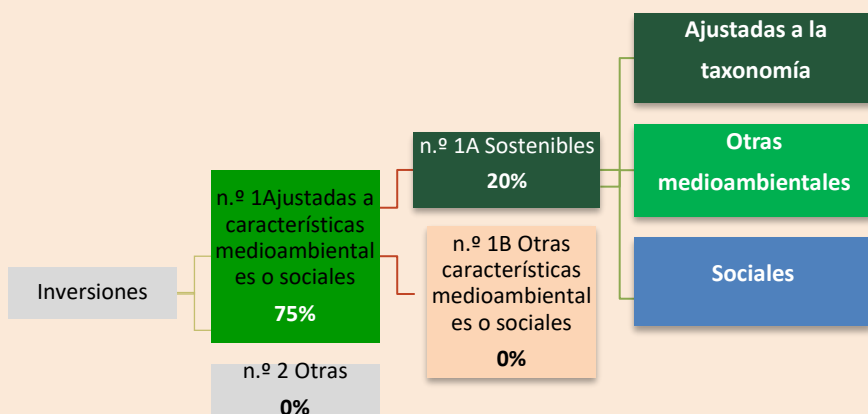 Inversiones
n.º 1Ajustadas a
características
medioambiental
es o sociales
75%
n.º 2 Otras
0%
n.º 1A Sostenibles
20%
n.º 1B Otras
características
medioambiental
es o sociales
0%
Ajustadas a la
taxonomía
Otras
medioambientales
Sociales